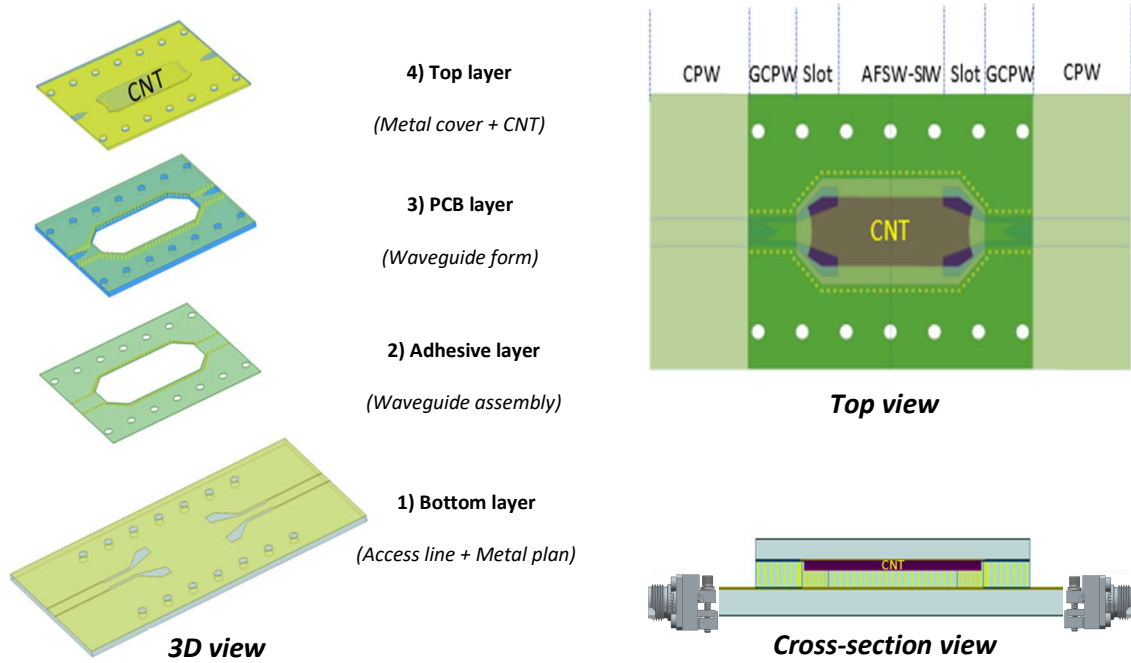 CNT
4) Top layer
(Metal cover + CNT)
3) PCB layer
(Waveguide form)
2) Adhesive layer
(Waveguide assembly)
1) Bottom layer
(Access line + Metal plan)
3D view
CPW GCPW Slot AFSW-SIW Slot GCPW CPW
CNT
Top view
CNT
Cross-section view